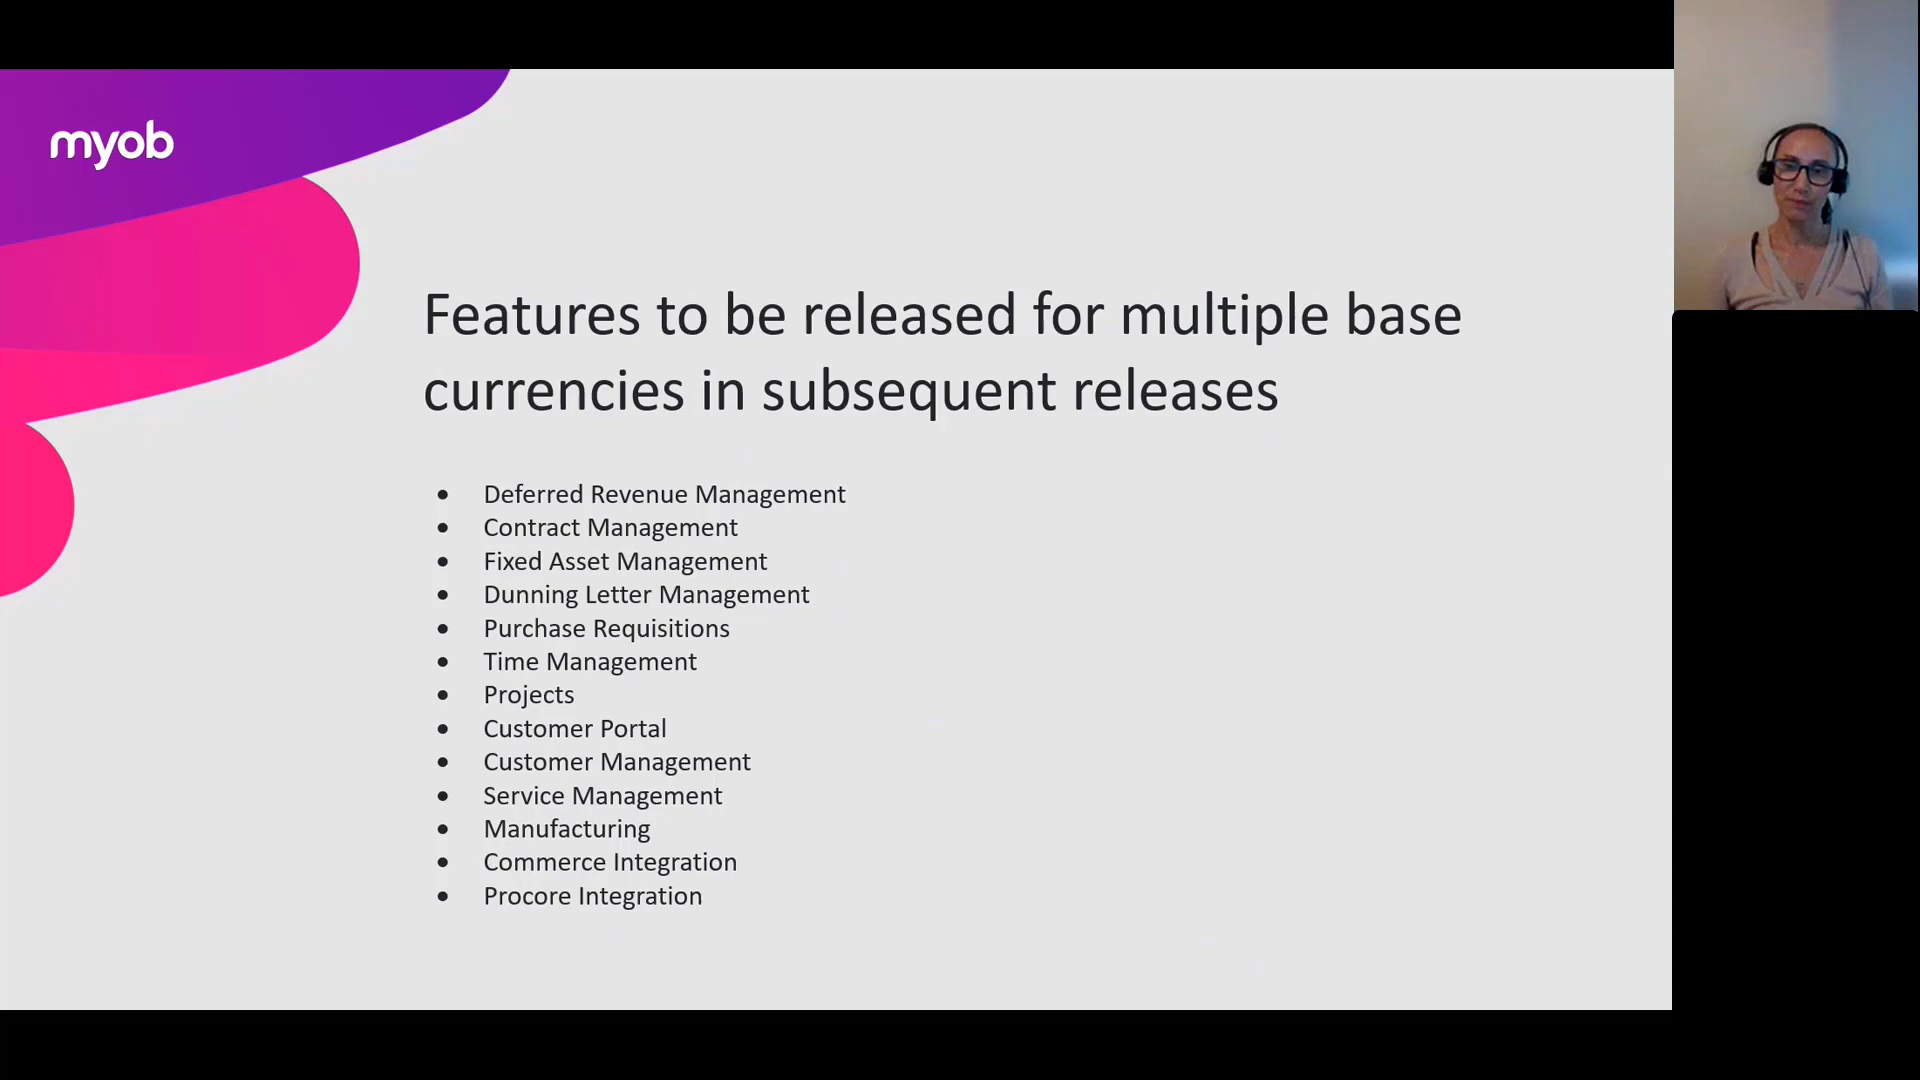 myob
Features to be released for multiple base
currencies in subsequent releases
• Deferred Revenue Management
• Contract Management
• Fixed Asset Management
• Dunning Letter Management
• Purchase Requisitions
• Time Management
• Projects
• Customer Portal
• Customer Management
• Service Management
• Manufacturing
• Commerce Integration
• Procore Integration